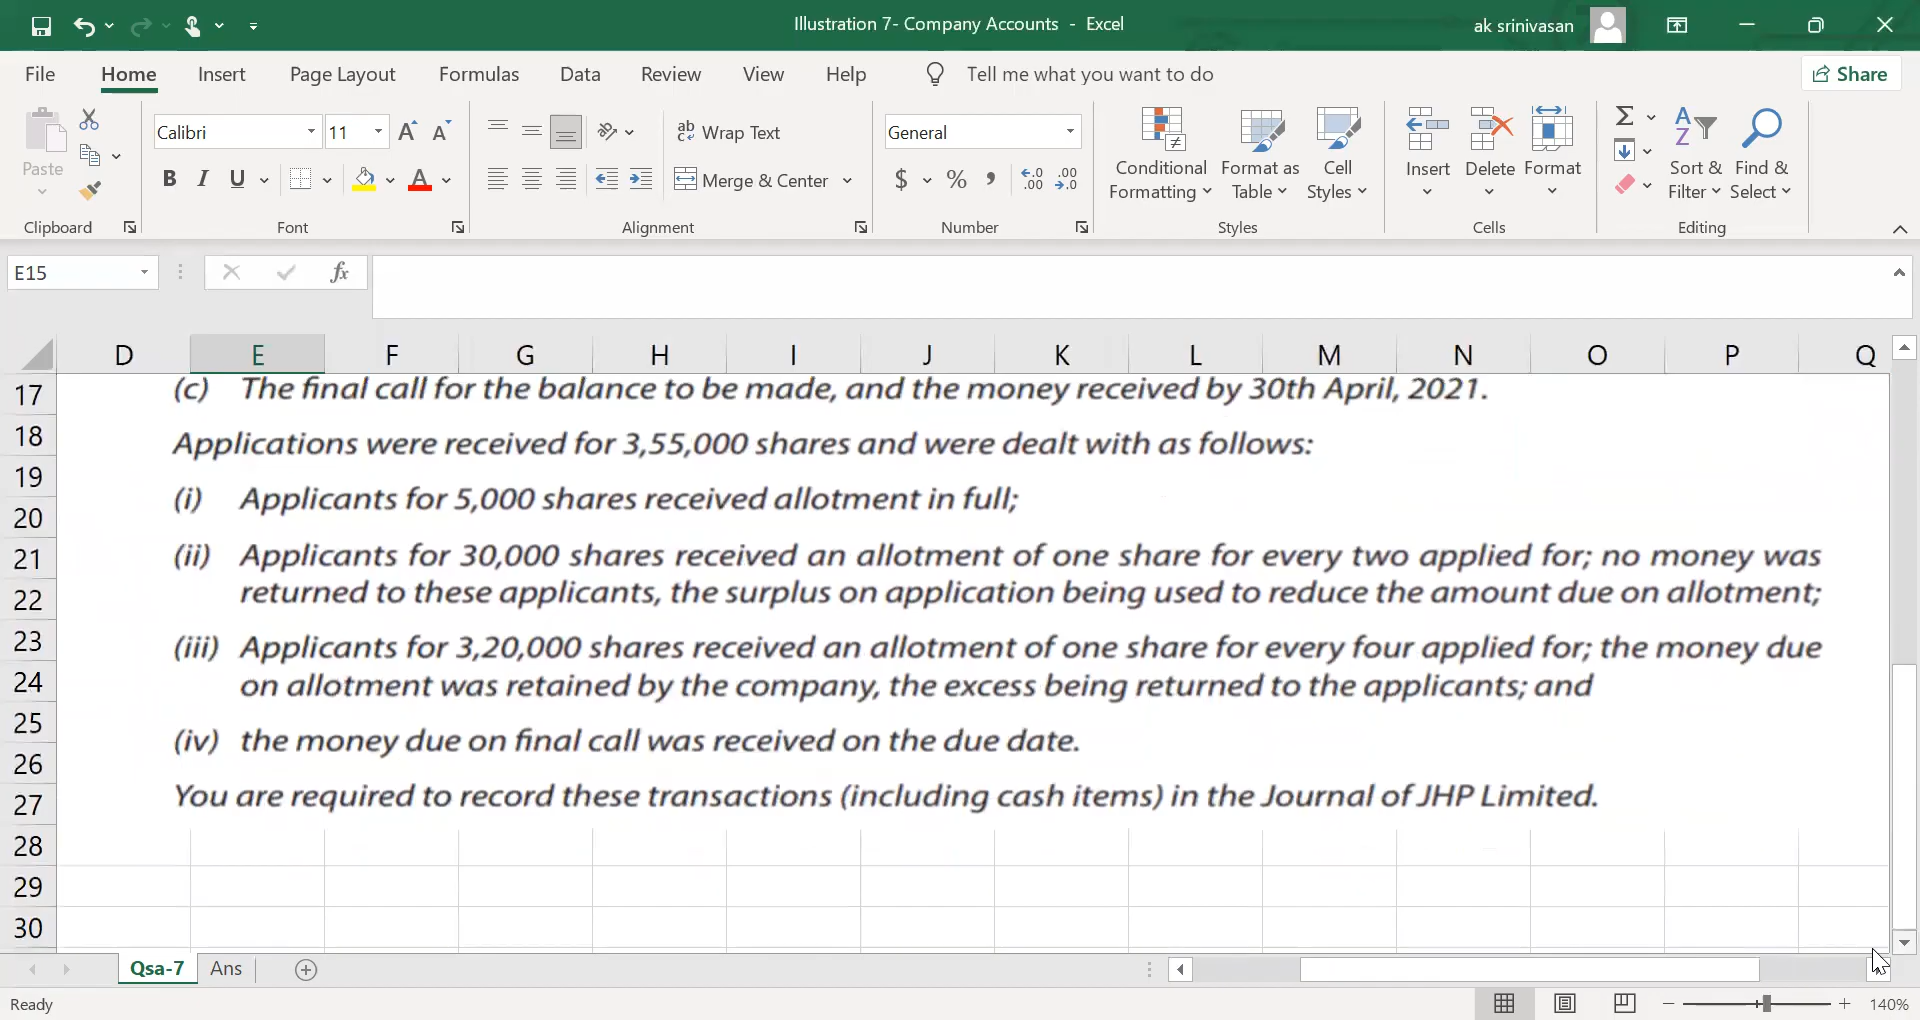 Illustration 7- Company Accounts - Excel
ak srinivasan
File Home Insert Page Layout Formulas Data Review View Help Tell me what you want to do Share
Paste
Calibri 11
B I U
ab Wrap Text
Merge & Center
General
$ %
Conditional Formatting
Format as Table
Cell Styles
Insert Delete Format
Sort & Filter
Find & Select
Clipboard Font Alignment Number Styles Cells Editing
E15 fx
D E F G H I J K L M N O P Q
17
18
19
20
21
22
23
24
25
26
27
28
29
30
(c) The final call for the balance to be made, and the money received by 30th April, 2021.
Applications were received for 3,55,000 shares and were dealt with as follows:
(i) Applicants for 5,000 shares received allotment in full;
(ii) Applicants for 30,000 shares received an allotment of one share for every two applied for; no money was
returned to these applicants, the surplus on application being used to reduce the amount due on allotment;
(iii) Applicants for 3,20,000 shares received an allotment of one share for every four applied for; the money due
on allotment was retained by the company, the excess being returned to the applicants; and
(iv) the money due on final call was received on the due date.
You are required to record these transactions (including cash items) in the Journal of JHP Limited.
Qsa-7 Ans
Ready
140%